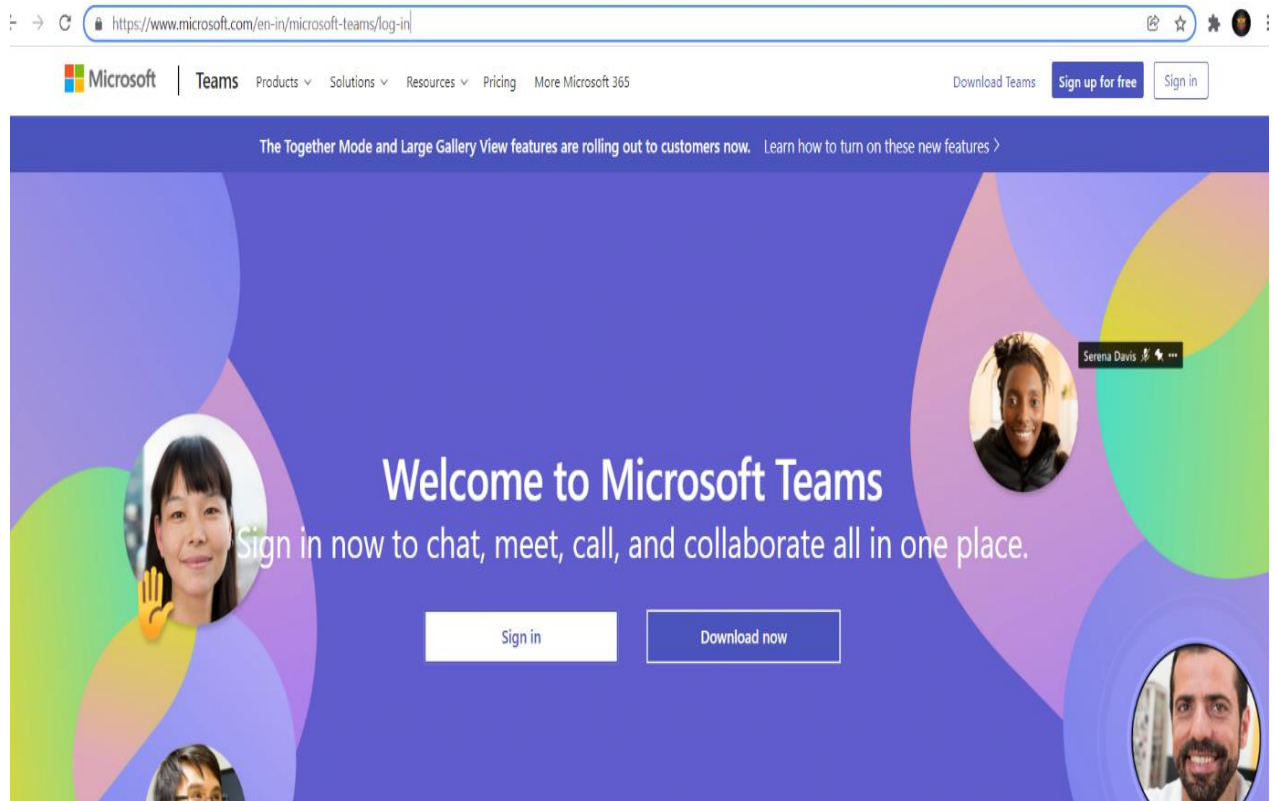 https://www.microsoft.com/en-in/microsoft-teams/log-in
Microsoft Teams Products Solutions Resources Pricing More Microsoft 365 Download Teams Sign up for free Sign in
The Together Mode and Large Gallery View features are rolling out to customers now. Learn how to turn on these new features >
Serena Davis
Welcome to Microsoft Teams
Sign in now to chat, meet, call, and collaborate all in one place.
Sign in Download now